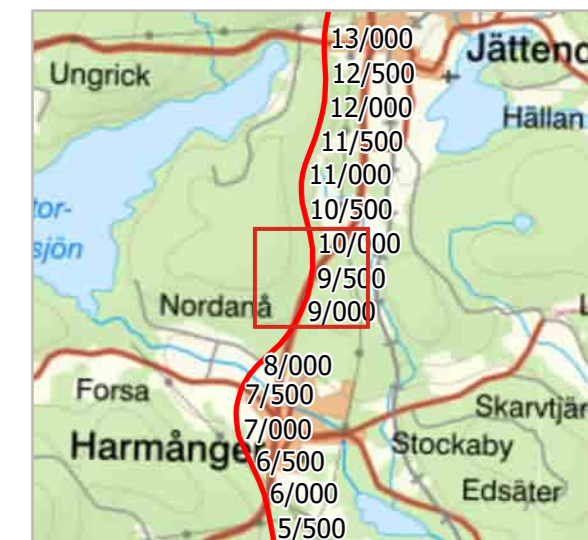 13/000
Jättend
Ungrick
12/500
12/000
Hällan
11/500
11/000
10/500
tor-
sjön
10/000
9/500
Nordanå
9/000
L
8/000
Forsa
7/500
Skarvtjär
7/000
Harmånger
Stockaby
6/500
6/000
Edsäter
5/500